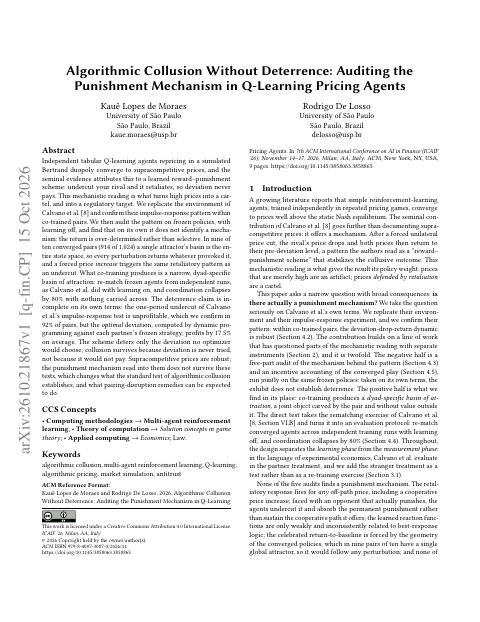 Algorithmic Collusion Without Deterrence: Auditing the
Punishment Mechanism in Q-Learning Pricing Agents
Kauê Lopes de Moraes
University of São Paulo
São Paulo, Brazil
kaue.moraes@usp.br
Rodrigo De Losso
University of São Paulo
São Paulo, Brazil
delosso@usp.br
arXiv:2610.21867v1 [q-fin.CP] 15 Oct 2026
Abstract
Independent tabular Q-learning agents repricing in a simulated
Bertrand duopoly converge to supracompetitive prices, and the
seminal evidence attributes this to a learned reward–punishment
scheme: undercut your rival and it retaliates, so deviation never
pays. This mechanistic reading is what turns high prices into a car-
tel, and into a regulatory target. We replicate the environment of
Calvano et al. [8] and confirm their impulse-response pattern within
co-trained pairs. We then audit the pattern on frozen policies, with
learning off, and find that on its own it does not identify a mecha-
nism: the return is over-determined rather than selective. In nine of
ten converged pairs (914 of 1,024) a single attractor's basin is the en-
tire state space, so every perturbation returns whatever provoked it,
and a forced price increase triggers the same retaliatory pattern as
an undercut. What co-training produces is a narrow, dyad-specific
basin of attraction: re-match frozen agents from independent runs,
as Calvano et al. did with learning on, and coordination collapses
by 80% with nothing carried across. The deterrence claim is in-
complete on its own terms: the one-period undercut of Calvano
et al.'s impulse-response test is unprofitable, which we confirm in
92% of pairs, but the optimal deviation, computed by dynamic pro-
gramming against each partner's frozen strategy, profits by 17.5%
on average. The scheme deters only the deviation no optimizer
would choose; collusion survives because deviation is never tried,
not because it would not pay. Supracompetitive prices are robust;
the punishment mechanism read into them does not survive these
tests, which changes what the standard test of algorithmic collusion
establishes, and what pairing-disruption remedies can be expected
to do.
CCS Concepts
• Computing methodologies → Multi-agent reinforcement
learning; • Theory of computation → Solution concepts in game
theory; • Applied computing → Economics; Law.
Keywords
algorithmic collusion, multi-agent reinforcement learning, Q-learning,
algorithmic pricing, market simulation, antitrust
ACM Reference Format:
Kauê Lopes de Moraes and Rodrigo De Losso. 2026. Algorithmic Collusion
Without Deterrence: Auditing the Punishment Mechanism in Q-Learning
This work is licensed under a Creative Commons Attribution 4.0 International License.
ICAIF '26, Milan, AA, Italy
© 2026 Copyright held by the owner/author(s).
https://doi.org/10.1145/3858063.3858865
Pricing Agents. In 7th ACM International Conference on AI in Finance (ICAIF
'26), November 14–17, 2026, Milan, AA, Italy. ACM, New York, NY, USA,
9 pages. https://doi.org/10.1145/3858063.3858865
1 Introduction
A growing literature reports that simple reinforcement-learning
agents, trained independently in repeated pricing games, converge
to prices well above the static Nash equilibrium. The seminal con-
tribution of Calvano et al. [8] goes further than documenting supra-
competitive prices: it offers a mechanism. After a forced unilateral
price cut, the rival's price drops and both prices then return to
their pre-deviation level, a pattern the authors read as a "reward–
punishment scheme" that stabilizes the collusive outcome. This
mechanistic reading is what gives the result its policy weight: prices
that are merely high are an artifact; prices defended by retaliation
are a cartel.
This paper asks a narrow question with broad consequences: is
there actually a punishment mechanism? We take the question
seriously on Calvano et al.'s own terms. We replicate their environ-
ment and their impulse-response experiment, and we confirm their
pattern: within co-trained pairs, the deviation-drop-return dynamic
is robust (Section 4.2). The contribution builds on a line of work
that has questioned parts of the mechanistic reading with separate
instruments (Section 2), and it is twofold. The negative half is a
five-part audit of the mechanism behind the pattern (Section 4.3)
and an incentive accounting of the converged play (Section 4.5),
run jointly on the same frozen policies: taken on its own terms, the
exhibit does not establish deterrence. The positive half is what we
find in its place: co-training produces a dyad-specific basin of at-
traction, a joint object carved by the pair and without value outside
it. The direct test takes the rematching exercise of Calvano et al.
[8, Section VI.B] and turns it into an evaluation protocol: re-match
converged agents across independent training runs with learning
off, and coordination collapses by 80% (Section 4.4). Throughout,
the design separates the learning phase from the measurement phase:
in the language of experimental economics, Calvano et al. evaluate
in the partner treatment, and we add the stranger treatment as a
test rather than as a re-training exercise (Section 3.1).
None of the five audits finds a punishment mechanism. The retal-
iatory response fires for any off-path price, including a cooperative
price increase; faced with an opponent that actually punishes, the
agents undercut it and absorb the permanent punishment rather
than sustain the cooperative path it offers; the learned reaction func-
tions are only weakly and inconsistently related to best-response
logic; the celebrated return-to-baseline is forced by the geometry
of the converged policies, which in nine pairs of ten have a single
global attractor, so it would follow any perturbation; and none of